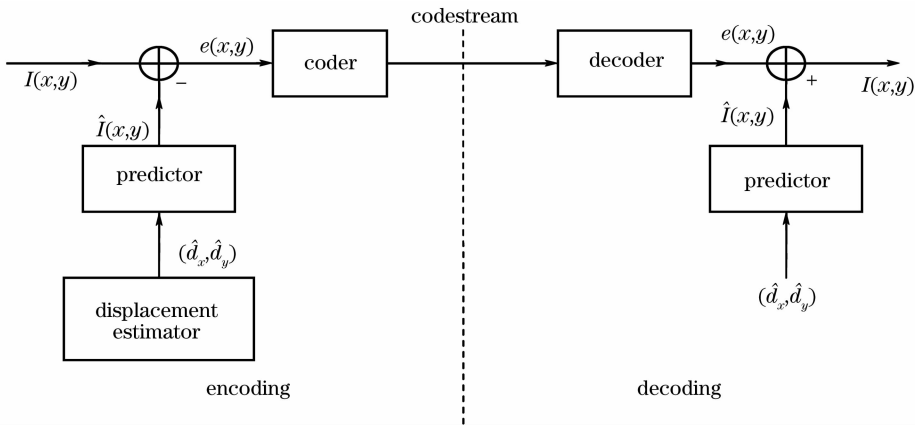 codestream
I(x,y)
−
e(x,y)
coder
decoder
e(x,y)
+
I(x,y)
Î(x,y)
Î(x,y)
predictor
predictor
(d̂ₓ,d̂ᵧ)
(d̂ₓ,d̂ᵧ)
displacement
estimator
encoding
decoding